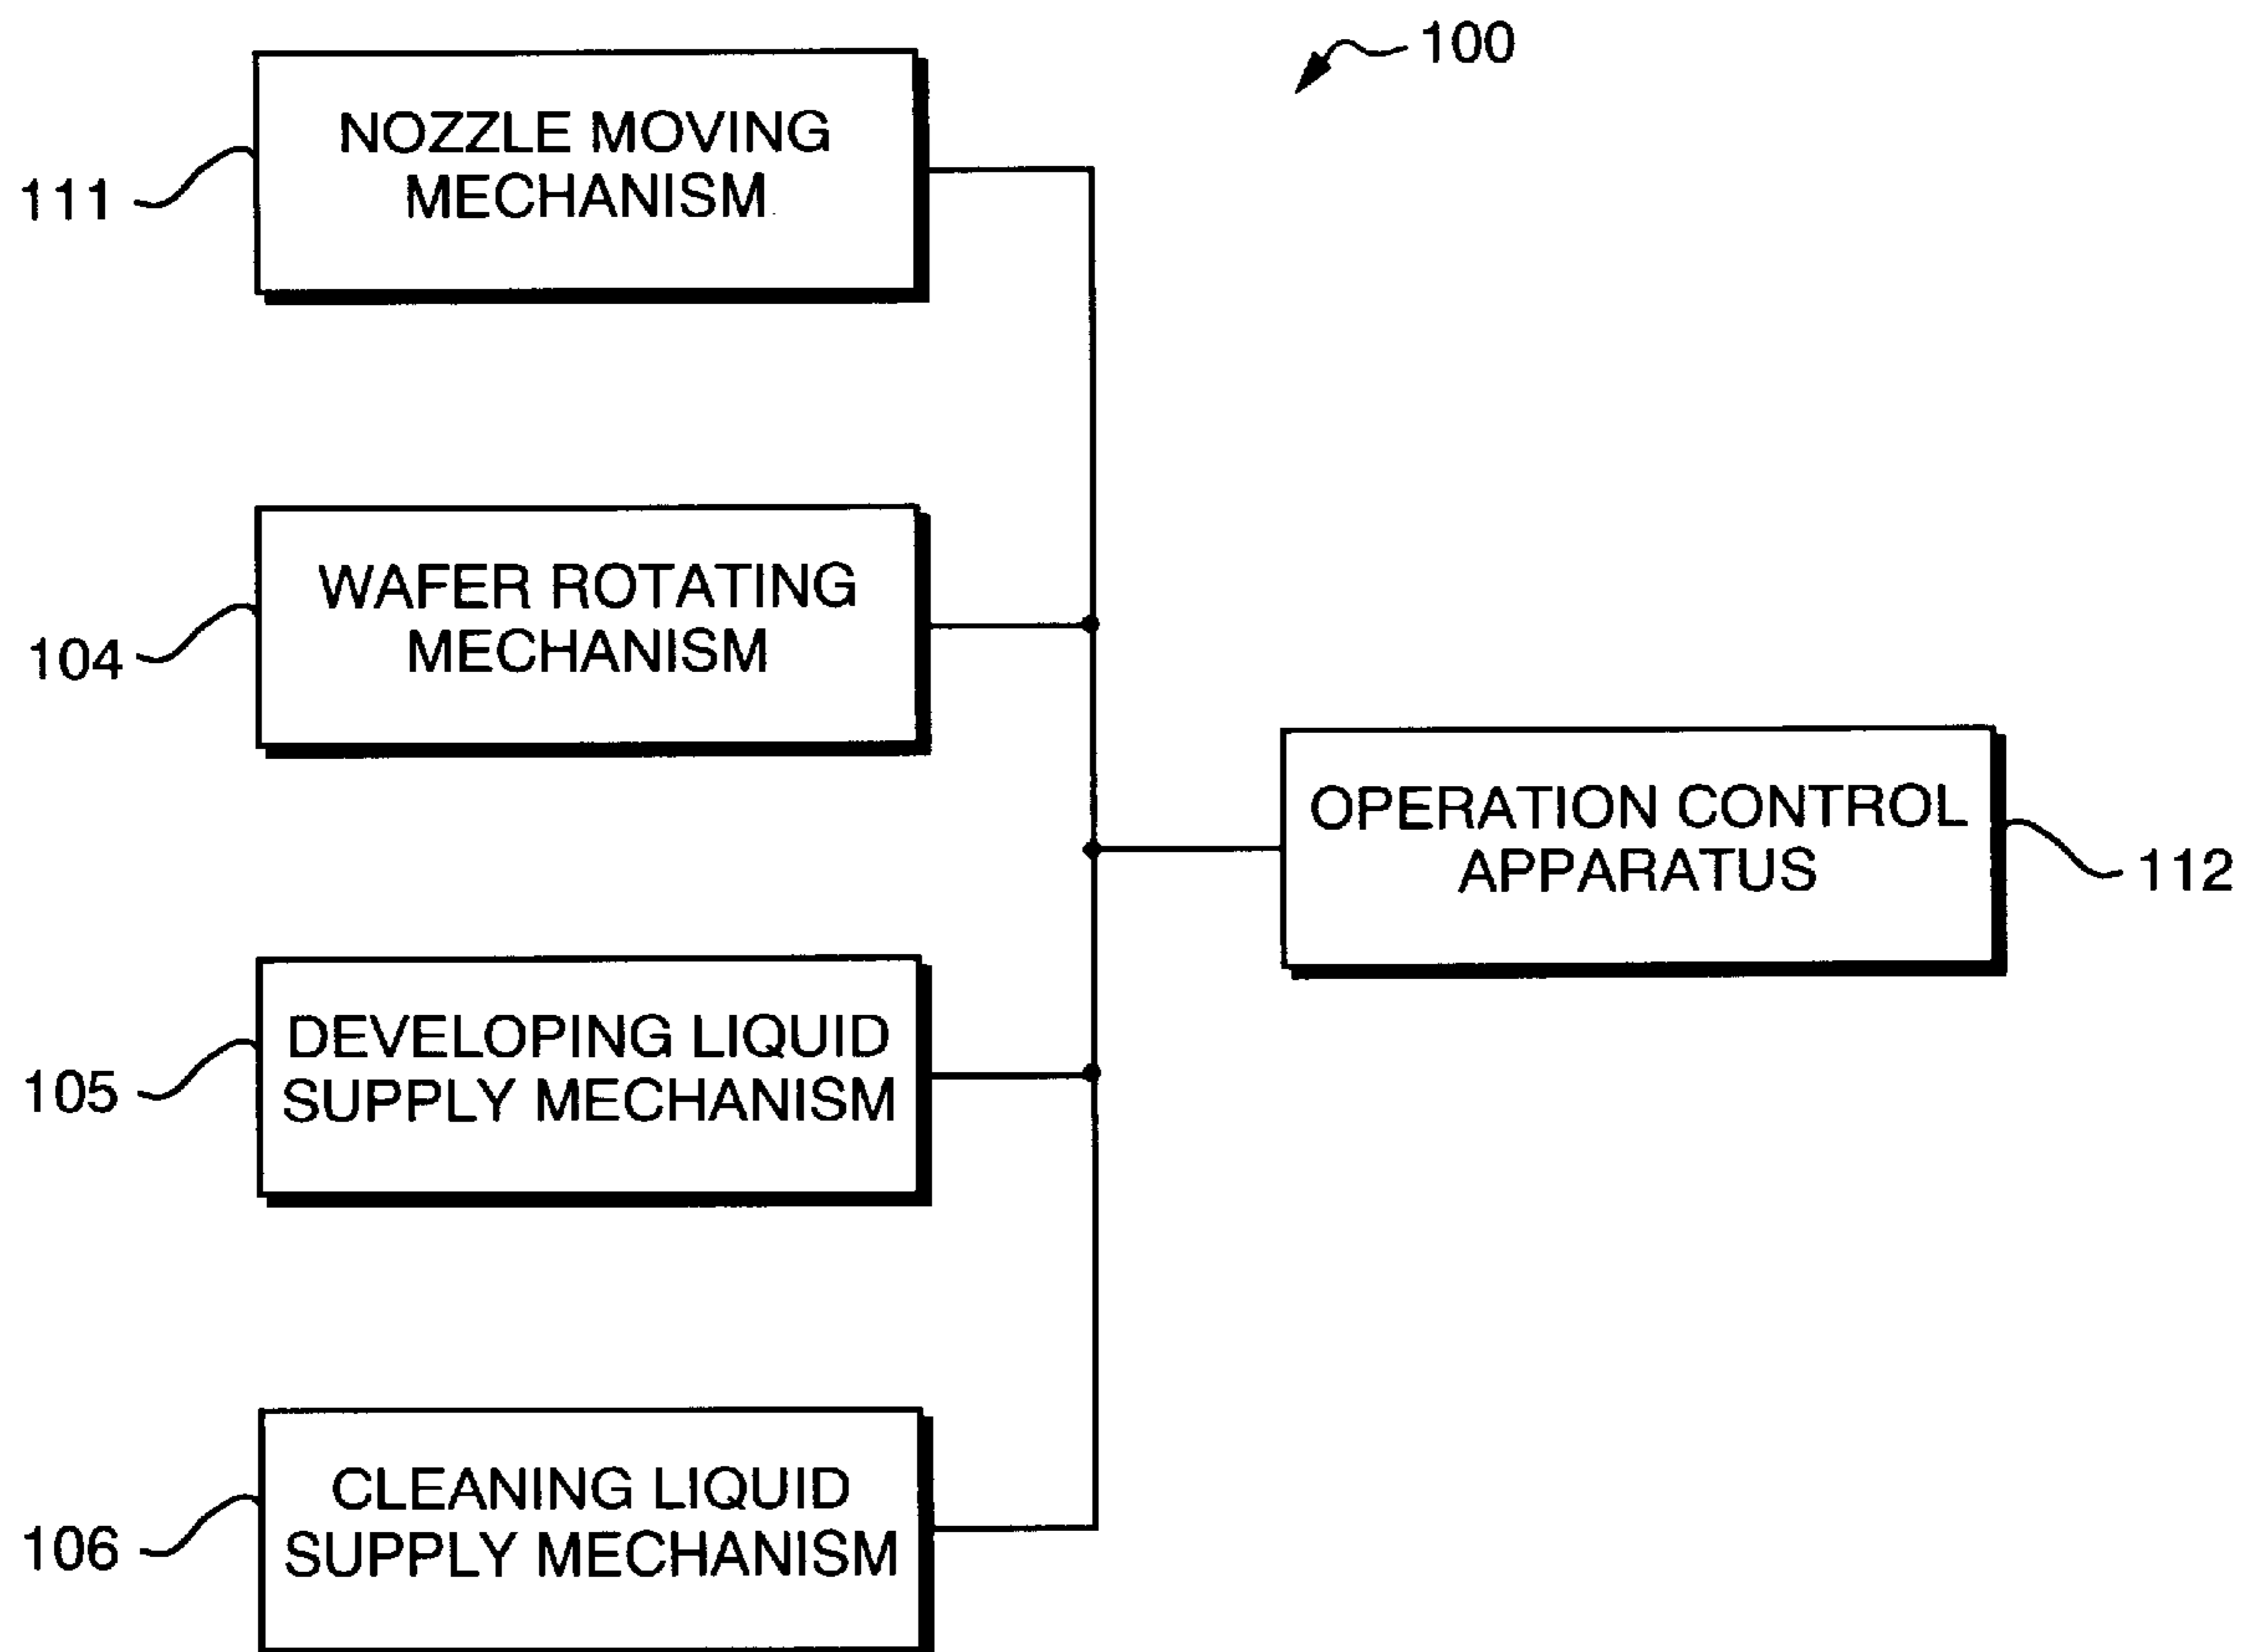 100
NOZZLE MOVING
MECHANISM
111
WAFER ROTATING
MECHANISM
104
OPERATION CONTROL
APPARATUS
112
DEVELOPING LIQUID
SUPPLY MECHANISM
105
CLEANING LIQUID
SUPPLY MECHANISM
106